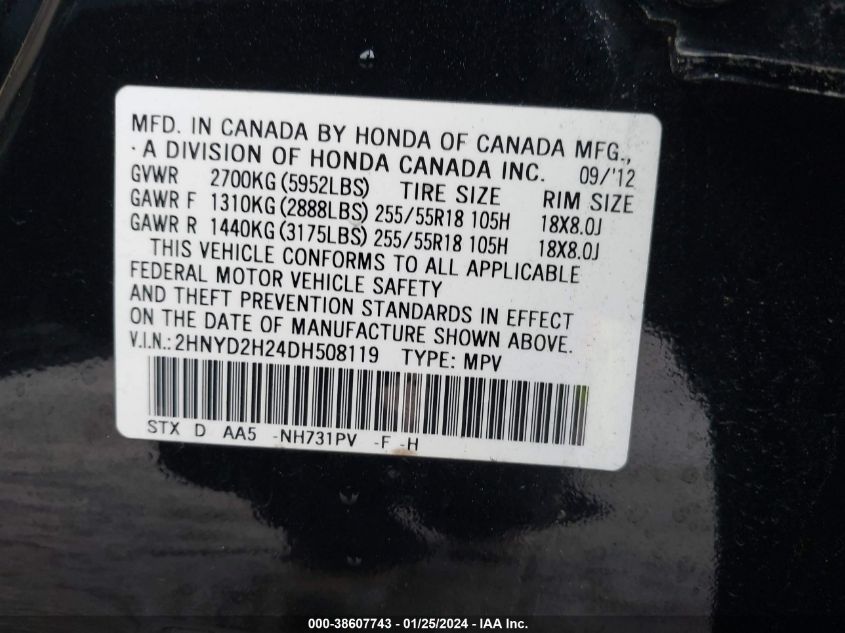 MFD. IN CANADA BY HONDA OF CANADA MFG.,
· A DIVISION OF HONDA CANADA INC. 09/'12
GVWR 2700KG (5952LBS) TIRE SIZE RIM SIZE
GAWR F 1310KG (2888LBS) 255/55R18 105H 18X8.0J
GAWR R 1440KG (3175LBS) 255/55R18 105H 18X8.0J
THIS VEHICLE CONFORMS TO ALL APPLICABLE
FEDERAL MOTOR VEHICLE SAFETY
AND THEFT PREVENTION STANDARDS IN EFFECT
ON THE DATE OF MANUFACTURE SHOWN ABOVE.
V.I.N.: 2HNYD2H24DH508119 TYPE: MPV
STX D AA5 -NH731PV -F -H
000-38607743 - 01/25/2024 - IAA Inc.